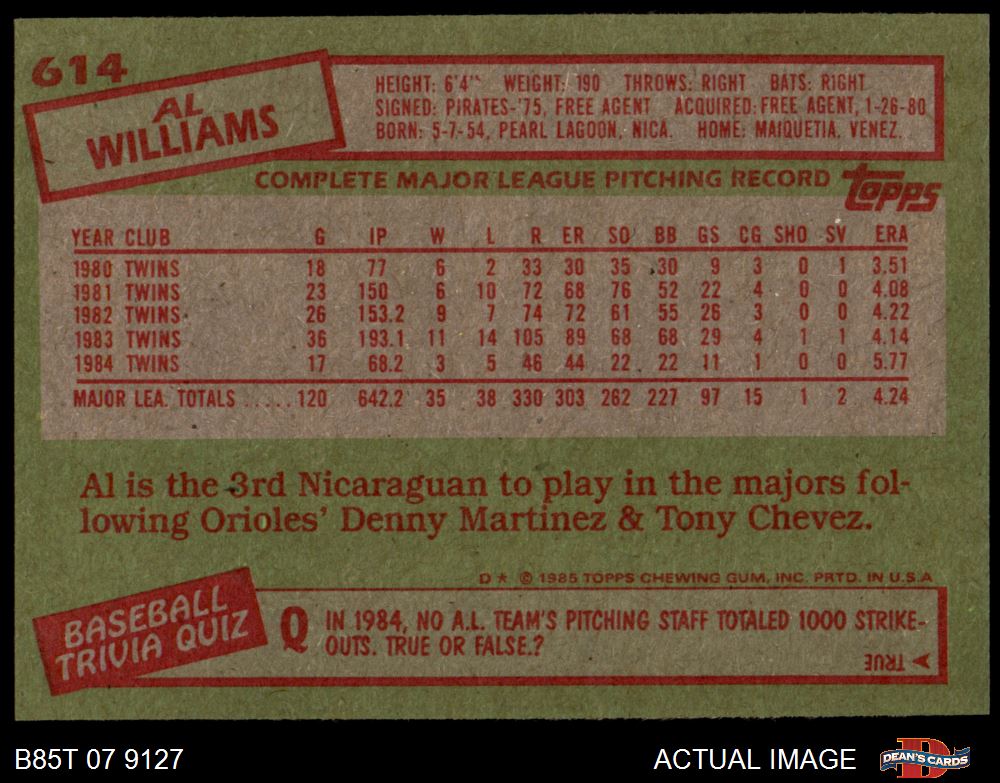 614
AL
WILLIAMS
HEIGHT: 6'4" WEIGHT: 190 THROWS: RIGHT BATS: RIGHT
SIGNED: PIRATES-'75, FREE AGENT ACQUIRED: FREE AGENT, 1-26-80
BORN: 5-7-54, PEARL LAGOON, NICA. HOME: MAIQUETIA, VENEZ.
COMPLETE MAJOR LEAGUE PITCHING RECORD topps
YEAR CLUB G IP W L R ER SO BB GS CG SHO SV ERA
1980 TWINS 18 77 6 2 33 30 35 30 9 3 0 1 3.51
1981 TWINS 23 150 6 10 72 68 76 52 22 4 0 0 4.08
1982 TWINS 26 153.2 9 7 74 72 61 55 26 3 0 0 4.22
1983 TWINS 36 193.1 11 14 105 89 68 68 29 4 1 1 4.14
1984 TWINS 17 68.2 3 5 46 44 22 22 11 1 0 0 5.77
MAJOR LEA. TOTALS ..... 120 642.2 35 38 330 303 262 227 97 15 1 2 4.24
Al is the 3rd Nicaraguan to play in the majors fol-
lowing Orioles' Denny Martinez & Tony Chevez.
D * © 1985 TOPPS CHEWING GUM, INC. PRTD. IN U.S.A.
BASEBALL
TRIVIA QUIZ
Q IN 1984, NO A.L. TEAM'S PITCHING STAFF TOTALED 1000 STRIKE-
OUTS. TRUE OR FALSE?
TRUE
B85T 07 9127 ACTUAL IMAGE DEAN'S CARDS